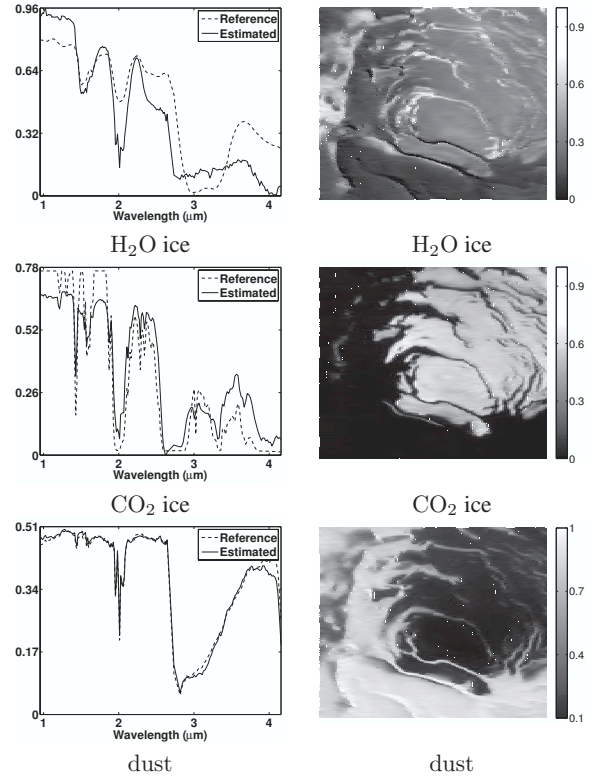 0.96
0.64
0.32
0
Reference
Estimated
1 2 3 4
Wavelength (μm)
H₂O ice
0.9
0.6
0.3
0
H₂O ice
0.78
0.52
0.26
0
Reference
Estimated
1 2 3 4
Wavelength (μm)
CO₂ ice
0.9
0.6
0.3
0
CO₂ ice
0.51
0.34
0.17
0
Reference
Estimated
1 2 3 4
Wavelength (μm)
dust
1
0.7
0.4
0.1
dust